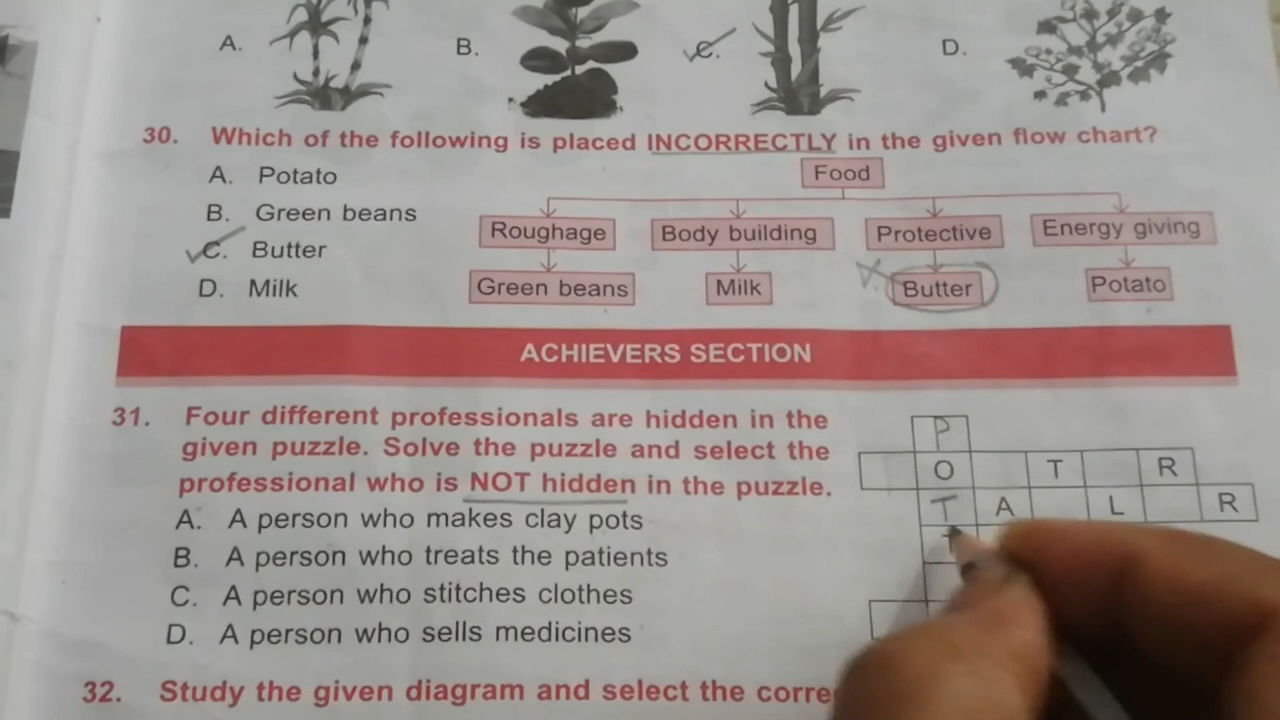 A. B. C. D.
30. Which of the following is placed INCORRECTLY in the given flow chart?
A. Potato
B. Green beans
C. Butter
D. Milk
Food
Roughage Body building Protective Energy giving
Green beans Milk Butter Potato
ACHIEVERS SECTION
31. Four different professionals are hidden in the
given puzzle. Solve the puzzle and select the
professional who is NOT hidden in the puzzle.
A. A person who makes clay pots
B. A person who treats the patients
C. A person who stitches clothes
D. A person who sells medicines
P
O T R
T A L R
T
32. Study the given diagram and select the